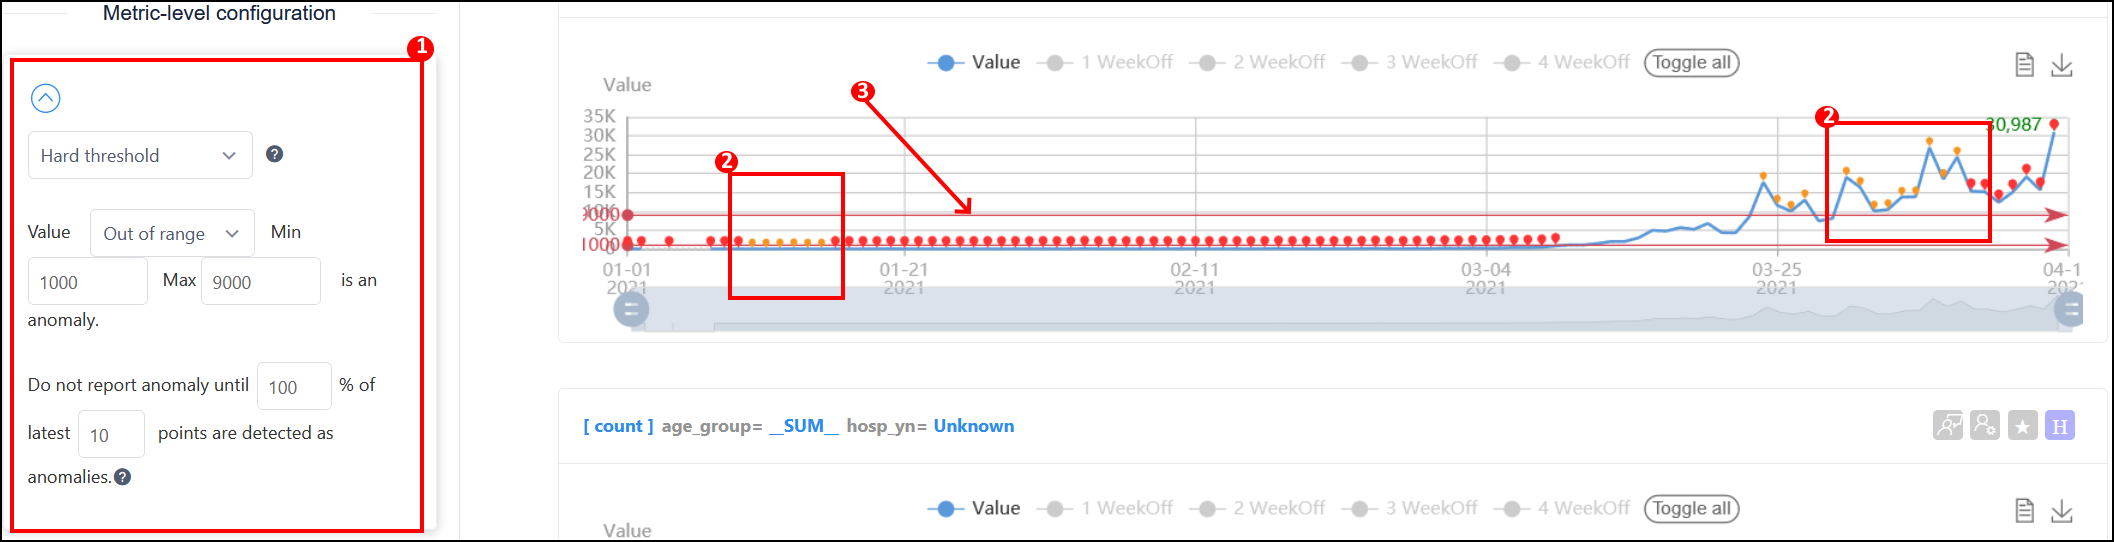 Metric-level configuration
1
Hard threshold
?
Value Out of range Min
1000 Max 9000 is an
anomaly.
Do not report anomaly until 100 % of
latest 10 points are detected as
anomalies. ?
Value 1 WeekOff 2 WeekOff 3 WeekOff 4 WeekOff Toggle all
Value
3
2
2
30,987
35K
30K
25K
20K
15K
5K
1000
0
01-01
2021
01-21
2021
02-11
2021
03-04
2021
03-25
2021
04-1
202
[ count ] age_group= __SUM__ hosp_yn= Unknown
H
Value 1 WeekOff 2 WeekOff 3 WeekOff 4 WeekOff Toggle all
Value